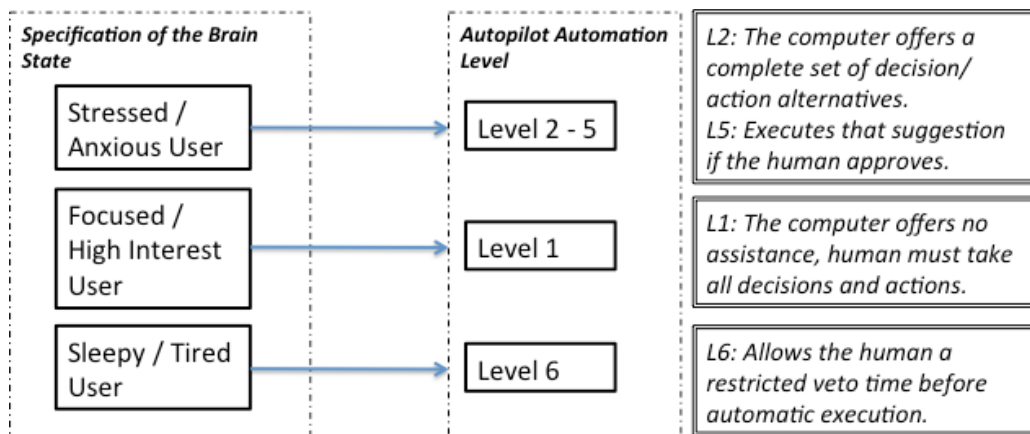 Specification of the Brain
State
Stressed /
Anxious User
Focused /
High Interest
User
Sleepy / Tired
User
Autopilot Automation
Level
Level 2 - 5
Level 1
Level 6
L2: The computer offers a
complete set of decision/
action alternatives.
L5: Executes that suggestion
if the human approves.
L1: The computer offers no
assistance, human must take
all decisions and actions.
L6: Allows the human a
restricted veto time before
automatic execution.